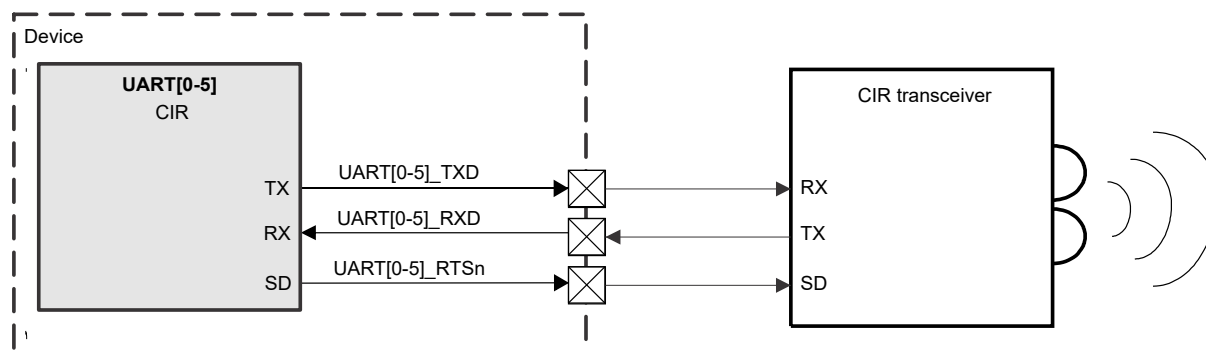 Device
UART[0-5]
CIR
CIR transceiver
TX
UART[0-5]_TXD
RX
RX
UART[0-5]_RXD
TX
SD
UART[0-5]_RTSn
SD